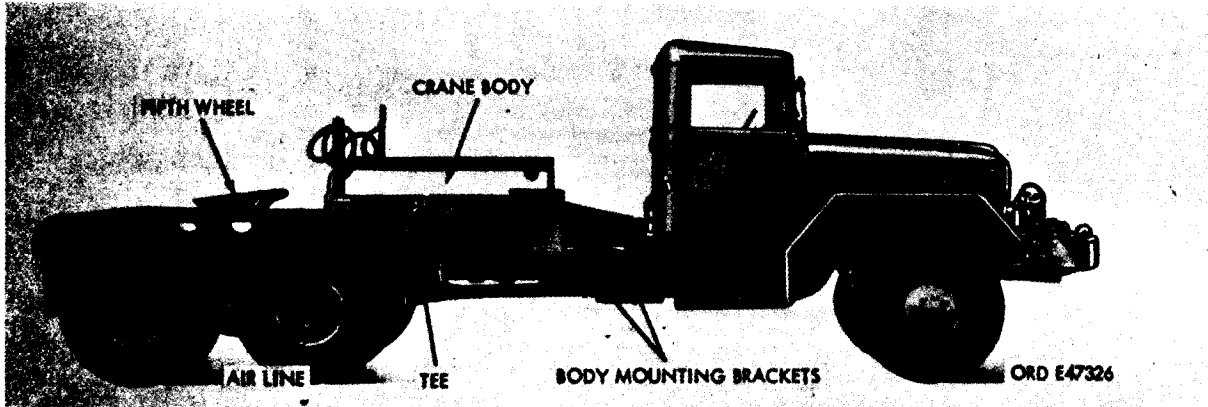 CRANE BODY
FIFTH WHEEL
AIR LINE
TEE
BODY MOUNTING BRACKETS
ORD E47326